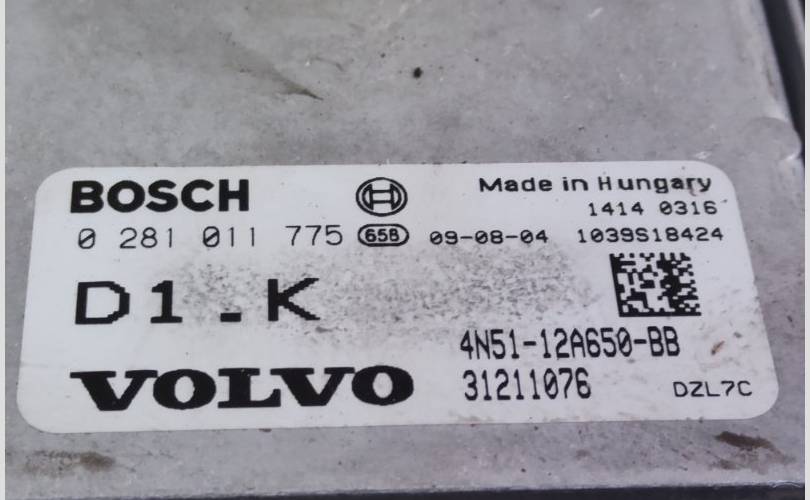 BOSCH
Made in Hungary
1414 0316
0 281 011 775 65B 09-08-04 1039S18424
D1.K
4N51-12A650-BB
VOLVO
31211076
DZL7C